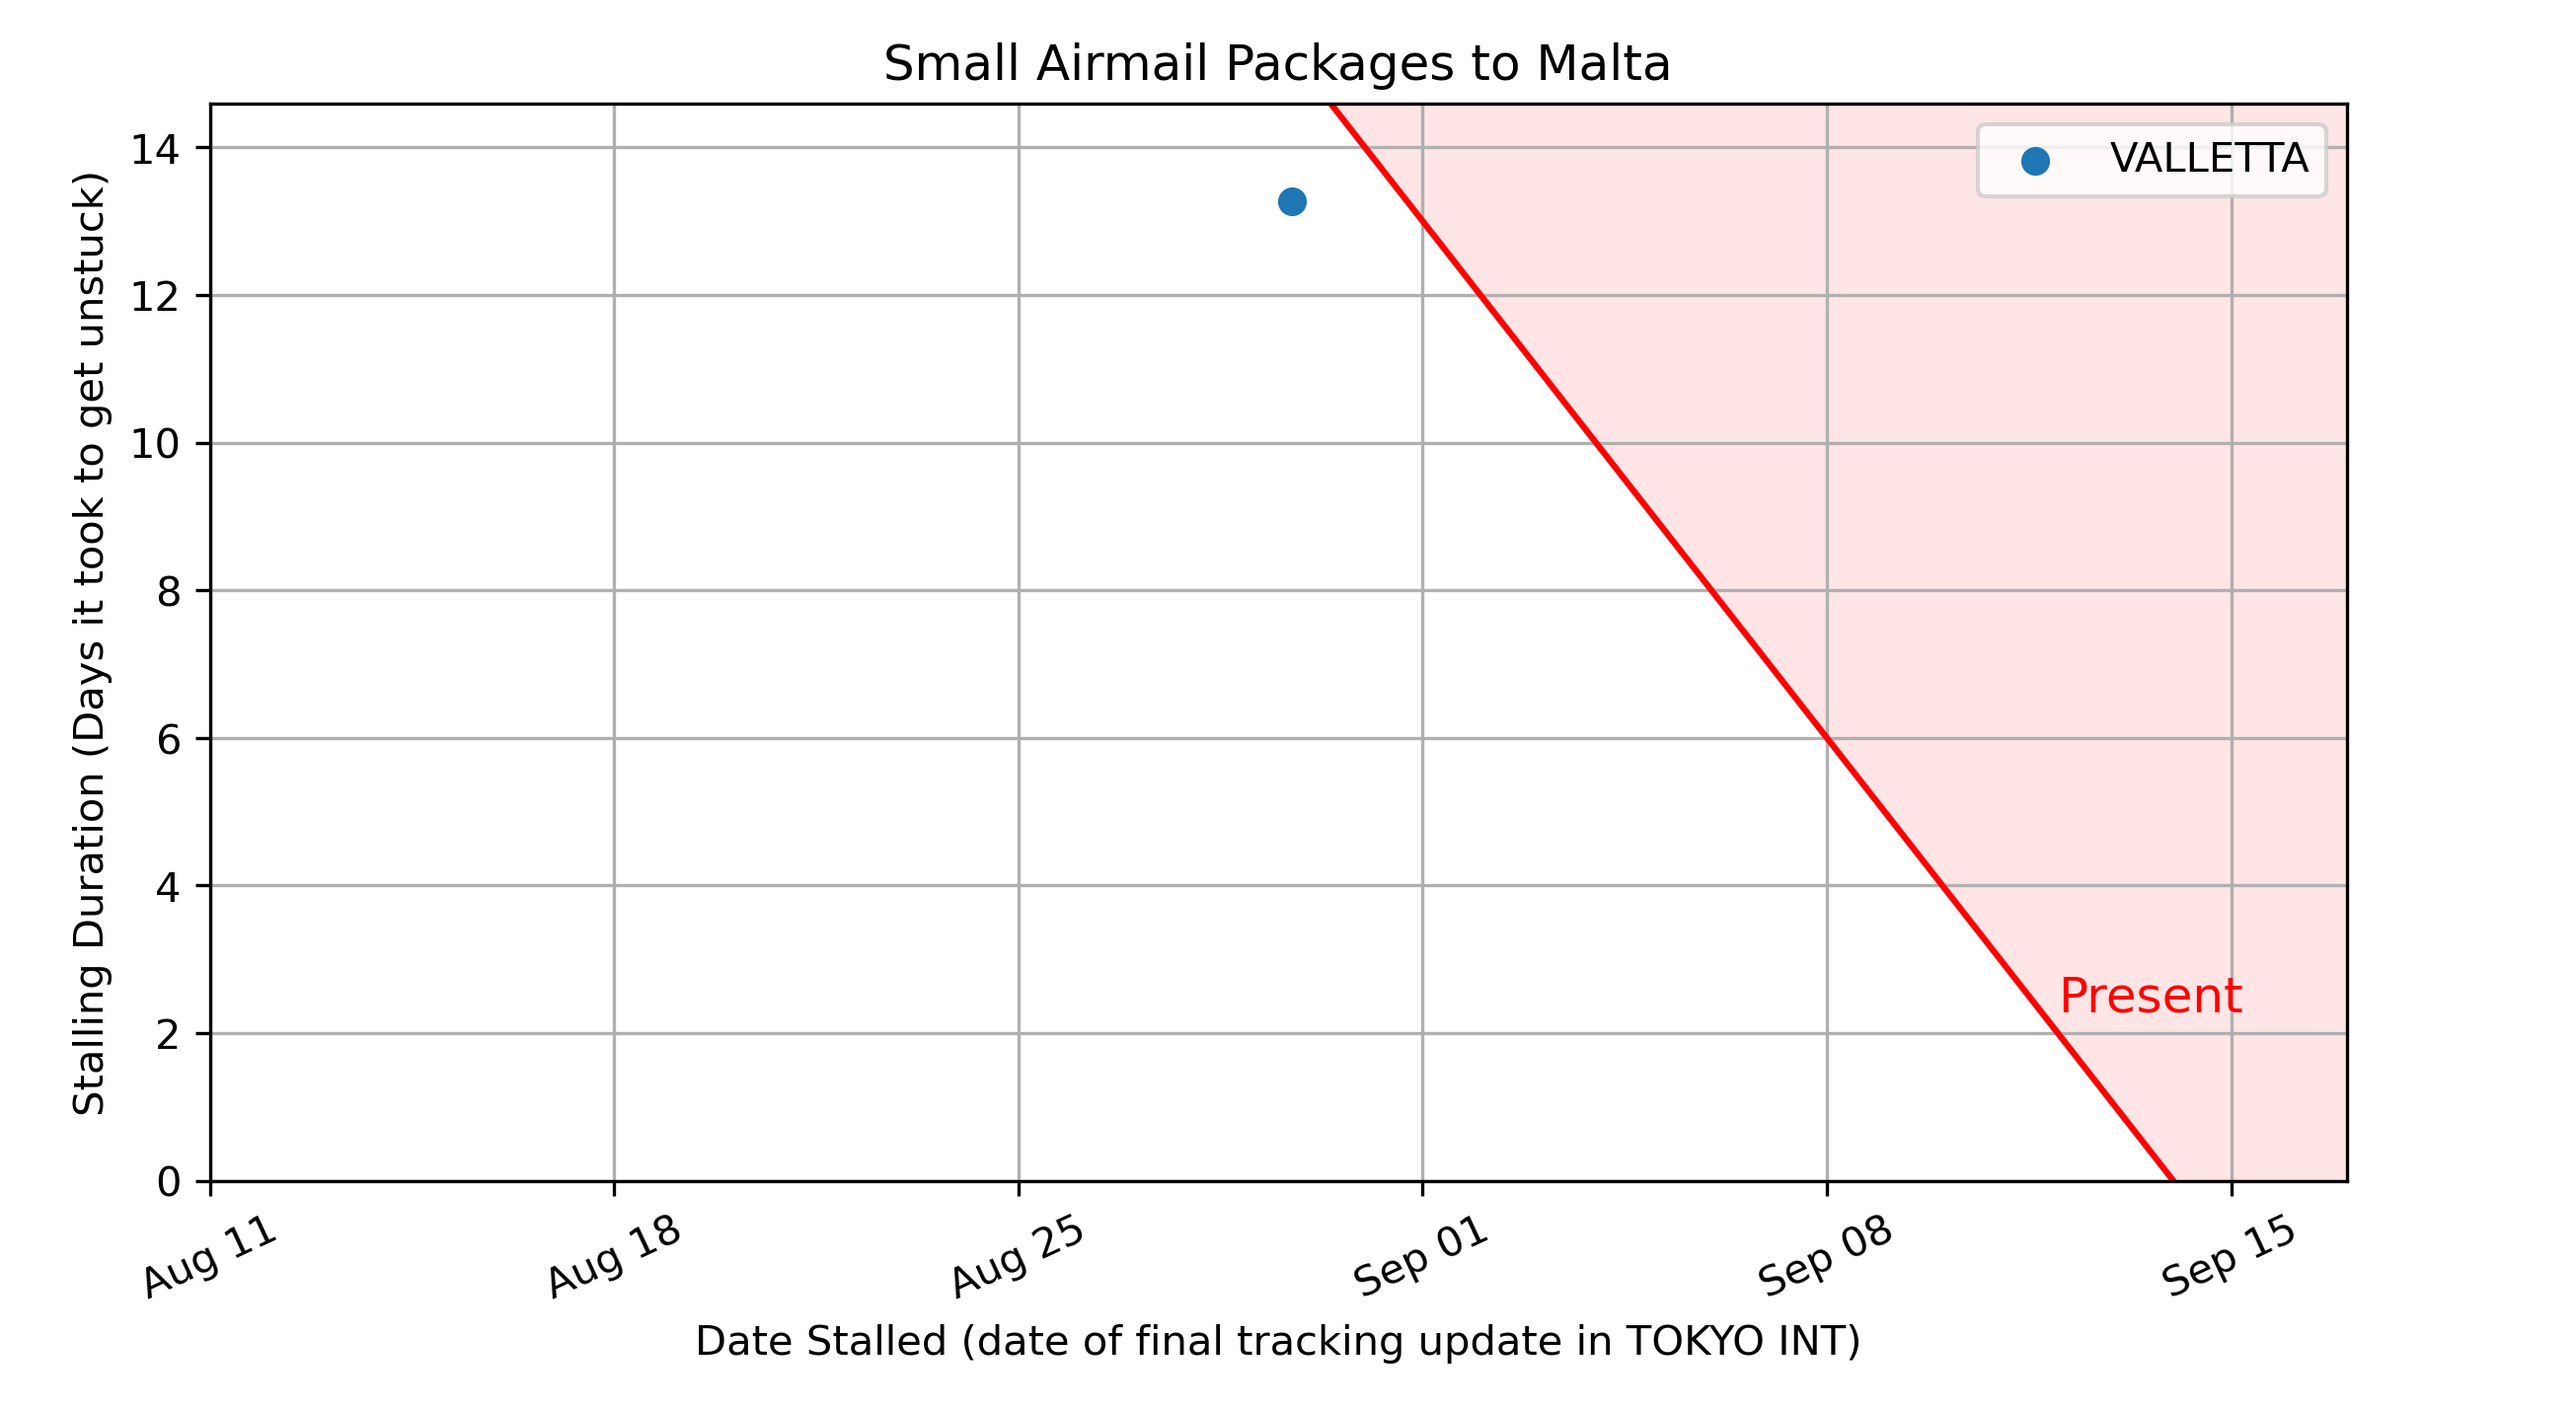 Small Airmail Packages to Malta
VALLETTA
Stalling Duration (Days it took to get unstuck)
14
12
10
8
6
4
2
0
Present
Aug 11
Aug 18
Aug 25
Sep 01
Sep 08
Sep 15
Date Stalled (date of final tracking update in TOKYO INT)